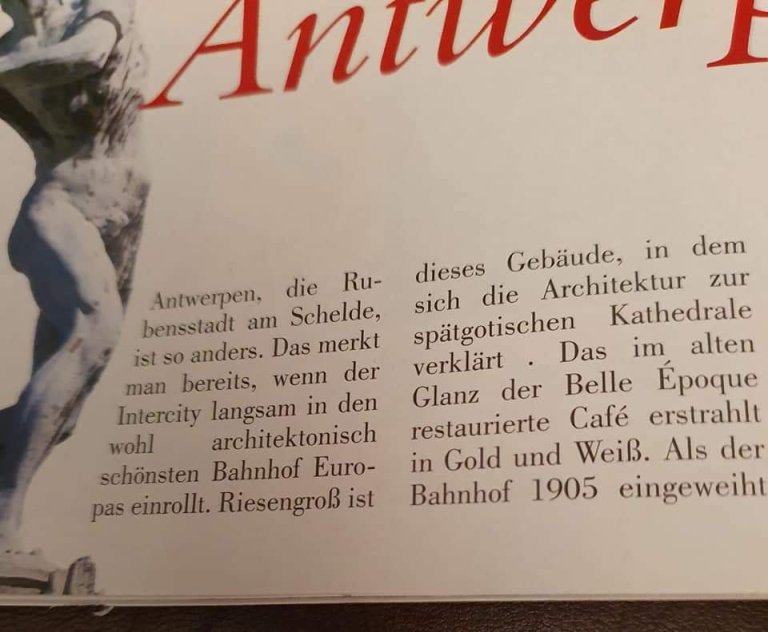 Antwerp
Antwerpen, die Ru-
bensstadt am Schelde,
ist so anders. Das merkt
man bereits, wenn der
Intercity langsam in den
wohl architektonisch
schönsten Bahnhof Euro-
pas einrollt. Riesengroß ist
dieses Gebäude, in dem
sich die Architektur zur
spätgotischen Kathedrale
verklärt . Das im alten
Glanz der Belle Époque
restaurierte Café erstrahlt
in Gold und Weiß. Als der
Bahnhof 1905 eingeweiht